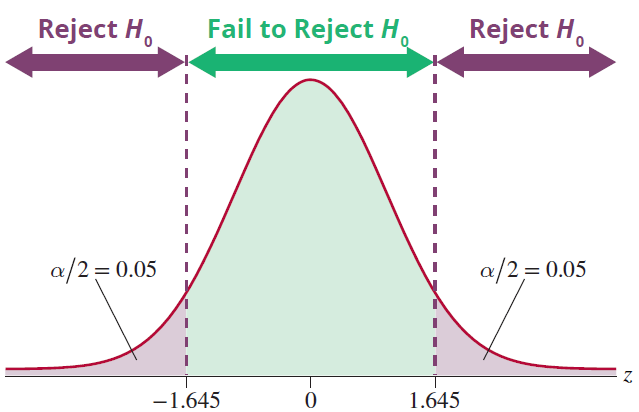 Reject H₀ Fail to Reject H₀ Reject H₀
α/2 = 0.05 α/2 = 0.05
−1.645 0 1.645 z